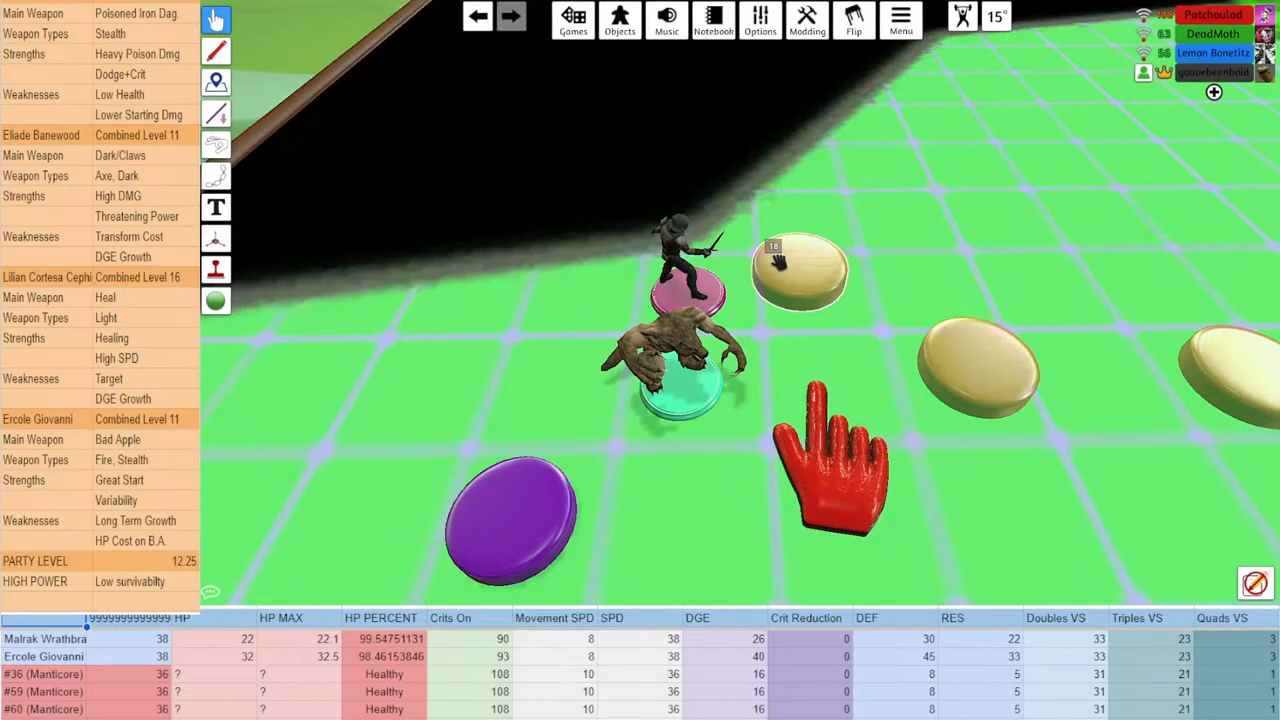 Main Weapon Poisoned Iron Dag.
Weapon Types Stealth
Strengths Heavy Poison Dmg
Dodge+Crit
Weaknesses Low Health
Lower Starting Dmg
Eliade Banewood Combined Level 11
Main Weapon Dark/Claws
Weapon Types Axe, Dark
Strengths High DMG
Threatening Power
Weaknesses Transform Cost
DGE Growth
Lilian Cortesa Cephi Combined Level 16
Main Weapon Heal
Weapon Types Light
Strengths Healing
High SPD
Weaknesses Target
DGE Growth
Ercole Giovanni Combined Level 11
Main Weapon Bad Apple
Weapon Types Fire, Stealth
Strengths Great Start
Variability
Weaknesses Long Term Growth
HP Cost on B.A.
PARTY LEVEL 12.25
HIGH POWER Low survivabilty
T
Games Objects Music Notebook Options Modding Flip Menu 15°
100 Patchoulad
63 DeadMoth
56 Lemon Bonetitz
youvebeenhaid
18
9999999999999 HP HP MAX HP PERCENT Crits On Movement SPD SPD DGE Crit Reduction DEF RES Doubles VS Triples VS Quads VS
Malrak Wrathbra 38 22 22.1 99.54751131 90 8 38 26 0 30 22 33 23 3
Ercole Giovanni 38 32 32.5 98.46153846 93 8 38 40 0 45 33 33 23 3
#36 (Manticore) 36 ? ? Healthy 108 10 36 16 0 8 5 31 21 1
#59 (Manticore) 36 ? ? Healthy 108 10 36 16 0 8 5 31 21 1
#60 (Manticore) 36 ? ? Healthy 108 10 36 16 0 8 5 31 21 1